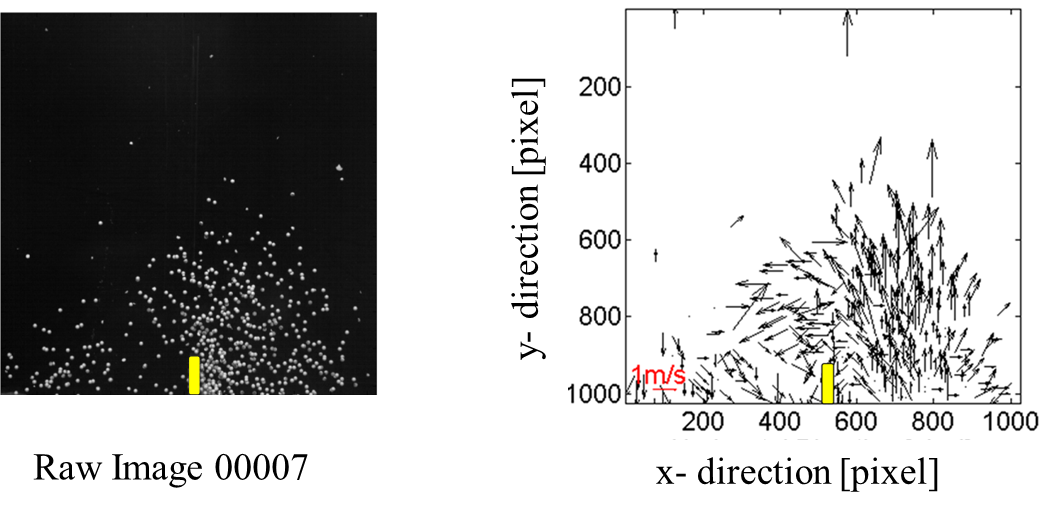 Raw Image 00007
y- direction [pixel]
200
400
600
800
1000
1m/s
200 400 600 800 1000
x- direction [pixel]